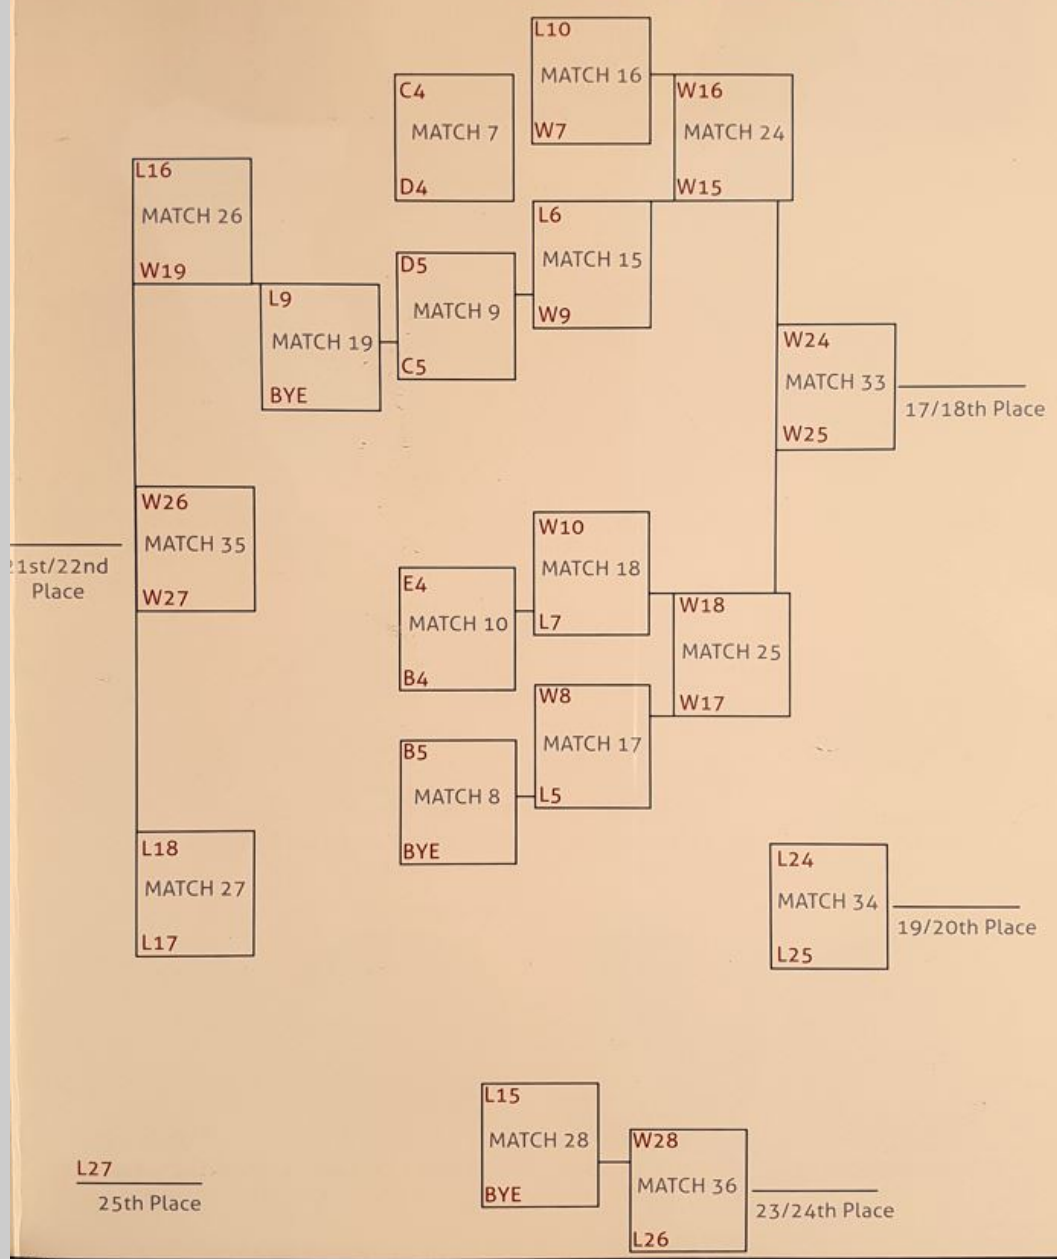 L10
MATCH 16
W7
C4
MATCH 7
D4
W16
MATCH 24
W15
L16
MATCH 26
W19
L6
MATCH 15
W9
D5
MATCH 9
C5
L9
MATCH 19
BYE
W24
MATCH 33
W25
17/18th Place
W26
MATCH 35
W27
1st/22nd
Place
W10
MATCH 18
L7
E4
MATCH 10
B4
W18
MATCH 25
W17
W8
MATCH 17
L5
B5
MATCH 8
BYE
L18
MATCH 27
L17
L24
MATCH 34
L25
19/20th Place
L15
MATCH 28
BYE
W28
MATCH 36
L26
23/24th Place
L27
25th Place